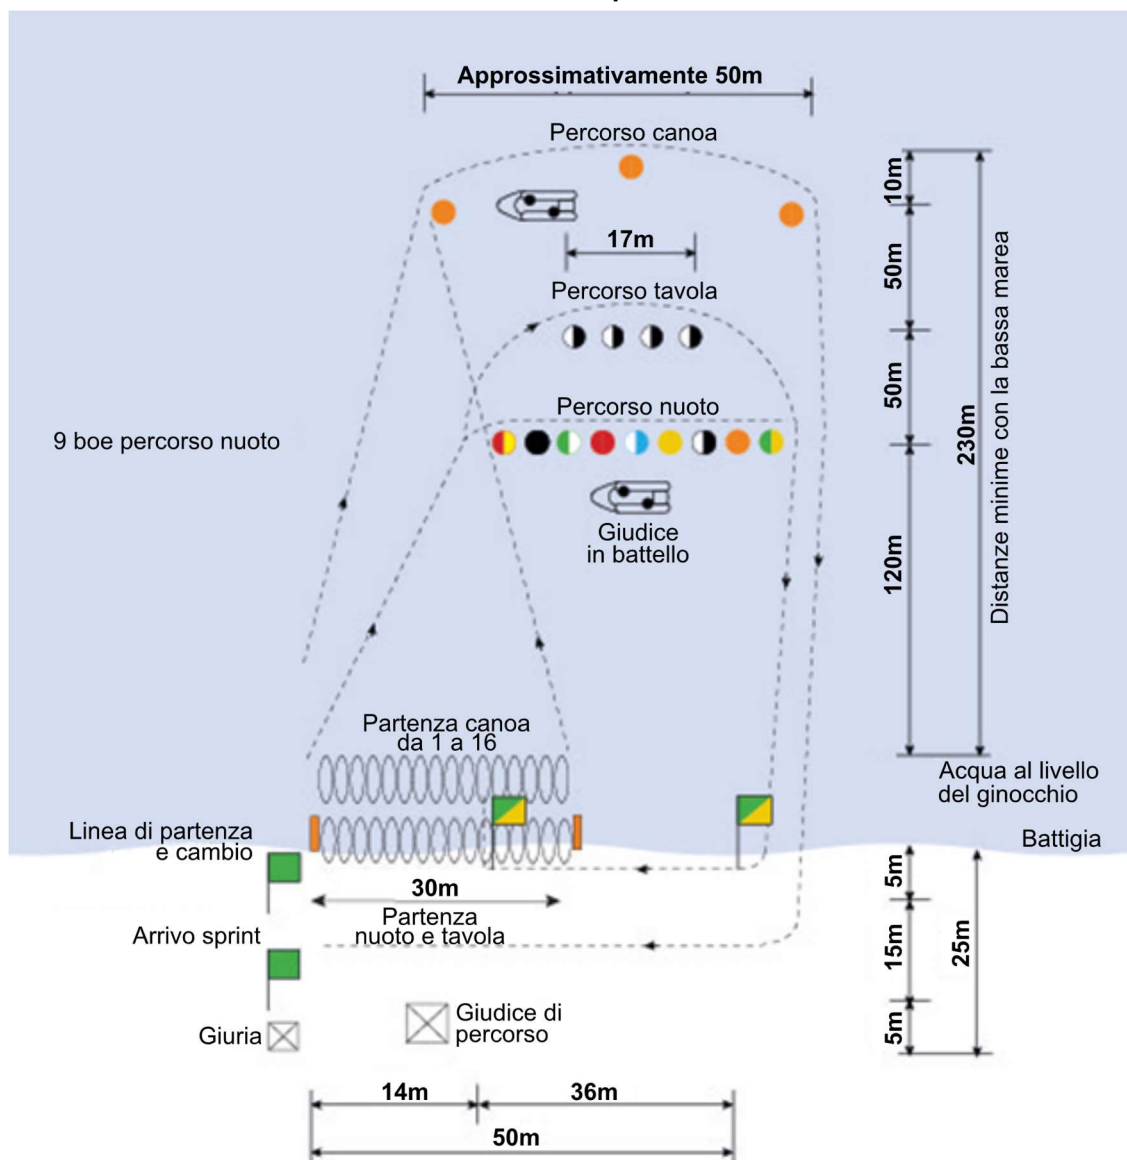 Approssimativamente 50m
Percorso canoa
10m
17m
50m
Percorso tavola
50m
Percorso nuoto
9 boe percorso nuoto
230m
Distanze minime con la bassa marea
Giudice
in battello
120m
Partenza canoa
da 1 a 16
Acqua al livello
del ginocchio
Linea di partenza
e cambio
Battigia
5m
30m
Partenza
nuoto e tavola
Arrivo sprint
15m
25m
Giudice di
percorso
Giuria
5m
14m
36m
50m